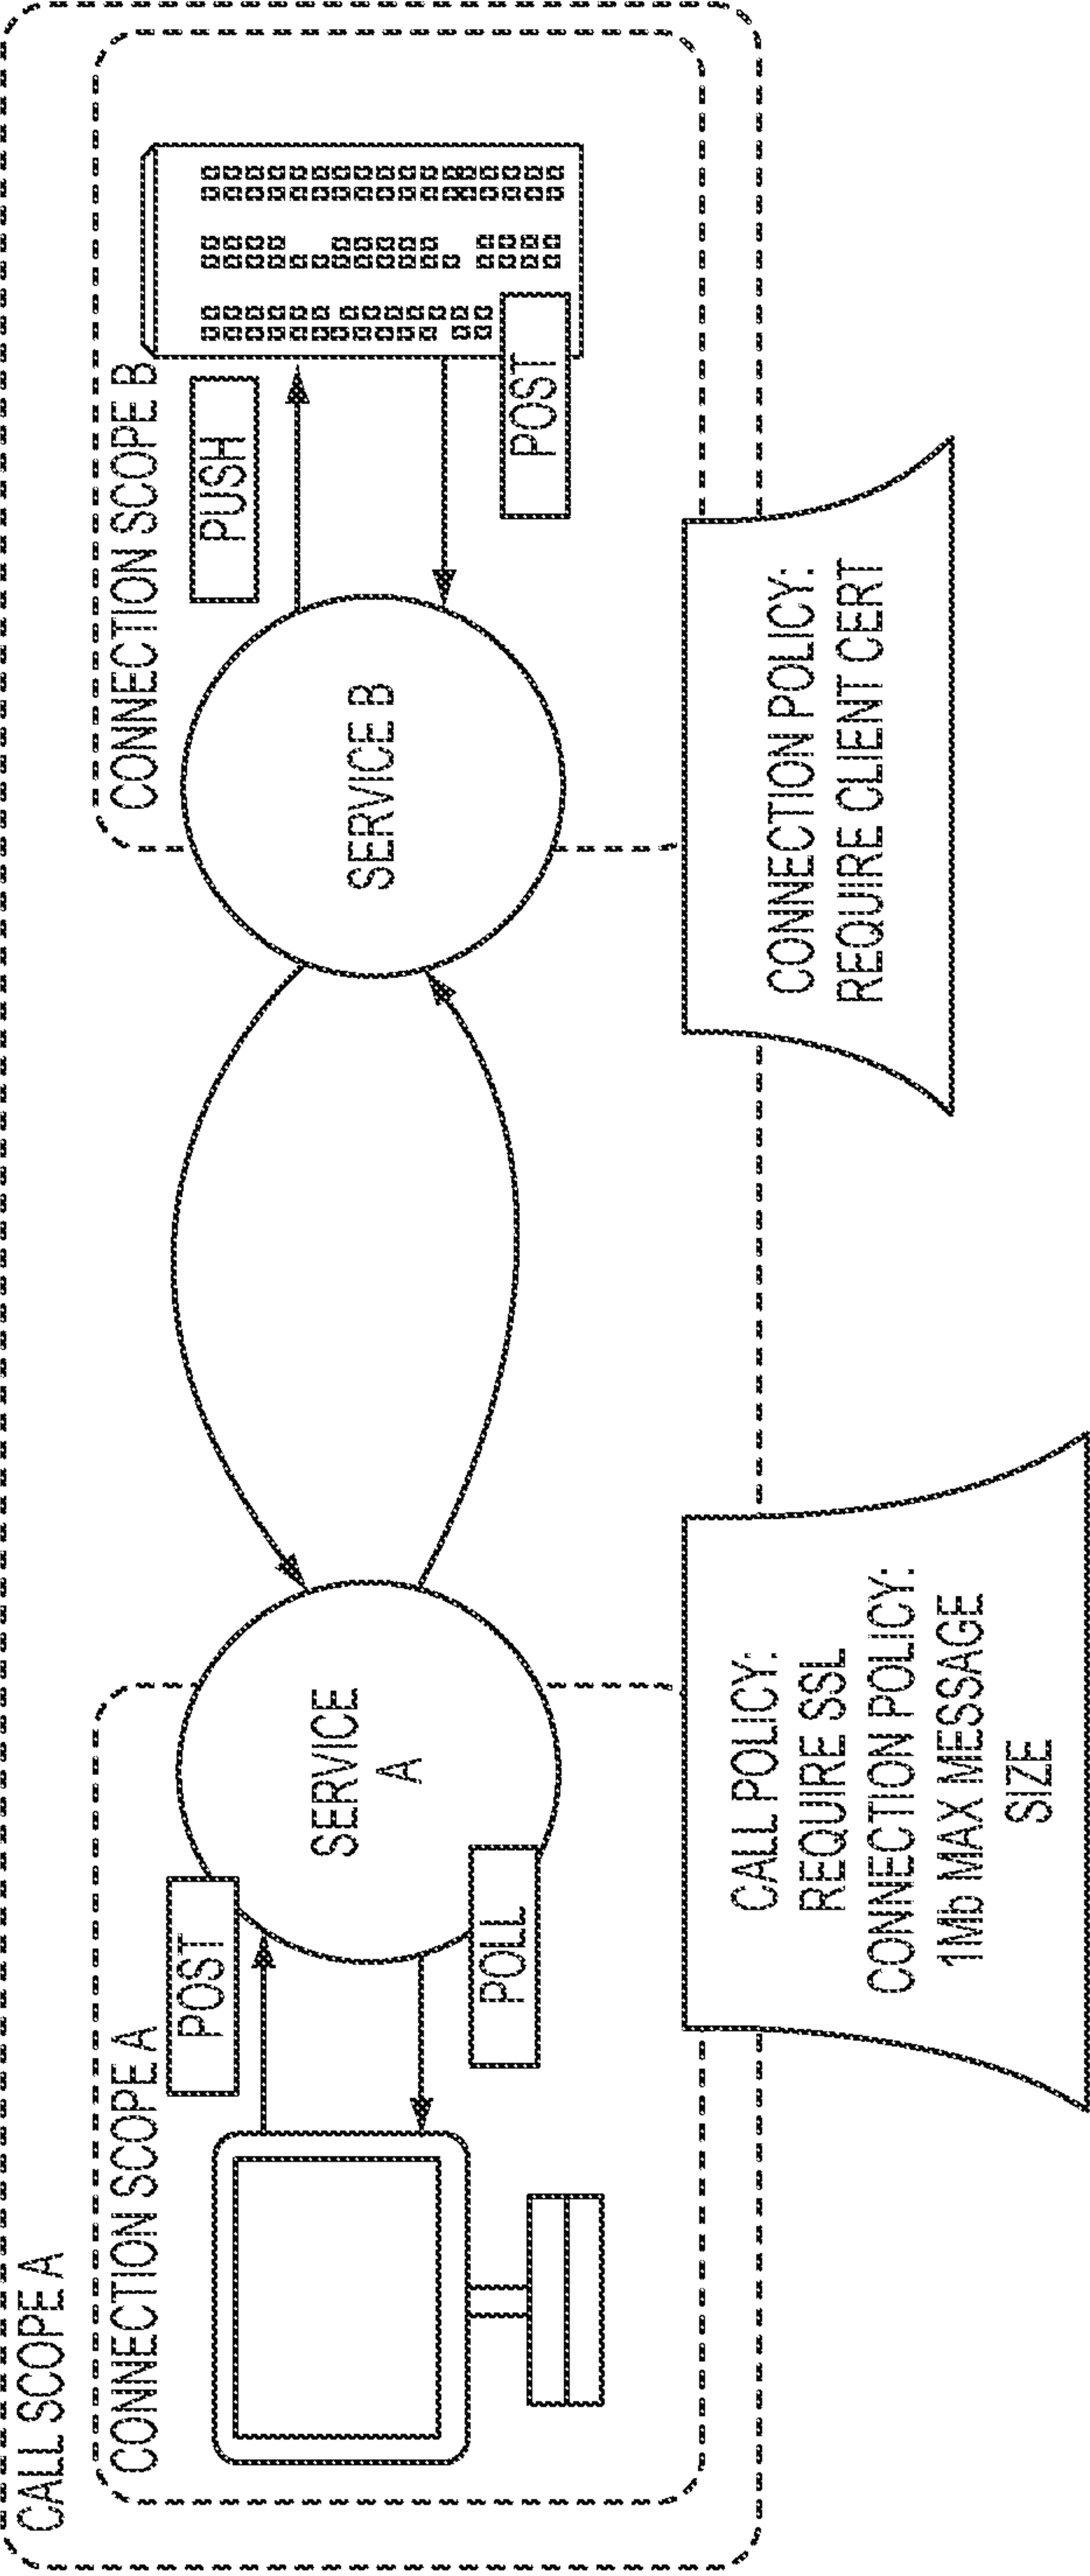 CALL SCOPE A
CONNECTION SCOPE A
POST
SERVICE
A
POLL
CONNECTION SCOPE B
PUSH
SERVICE B
POST
CALL POLICY:
REQUIRE SSL
CONNECTION POLICY:
1Mb MAX MESSAGE
SIZE
CONNECTION POLICY:
REQUIRE CLIENT CERT